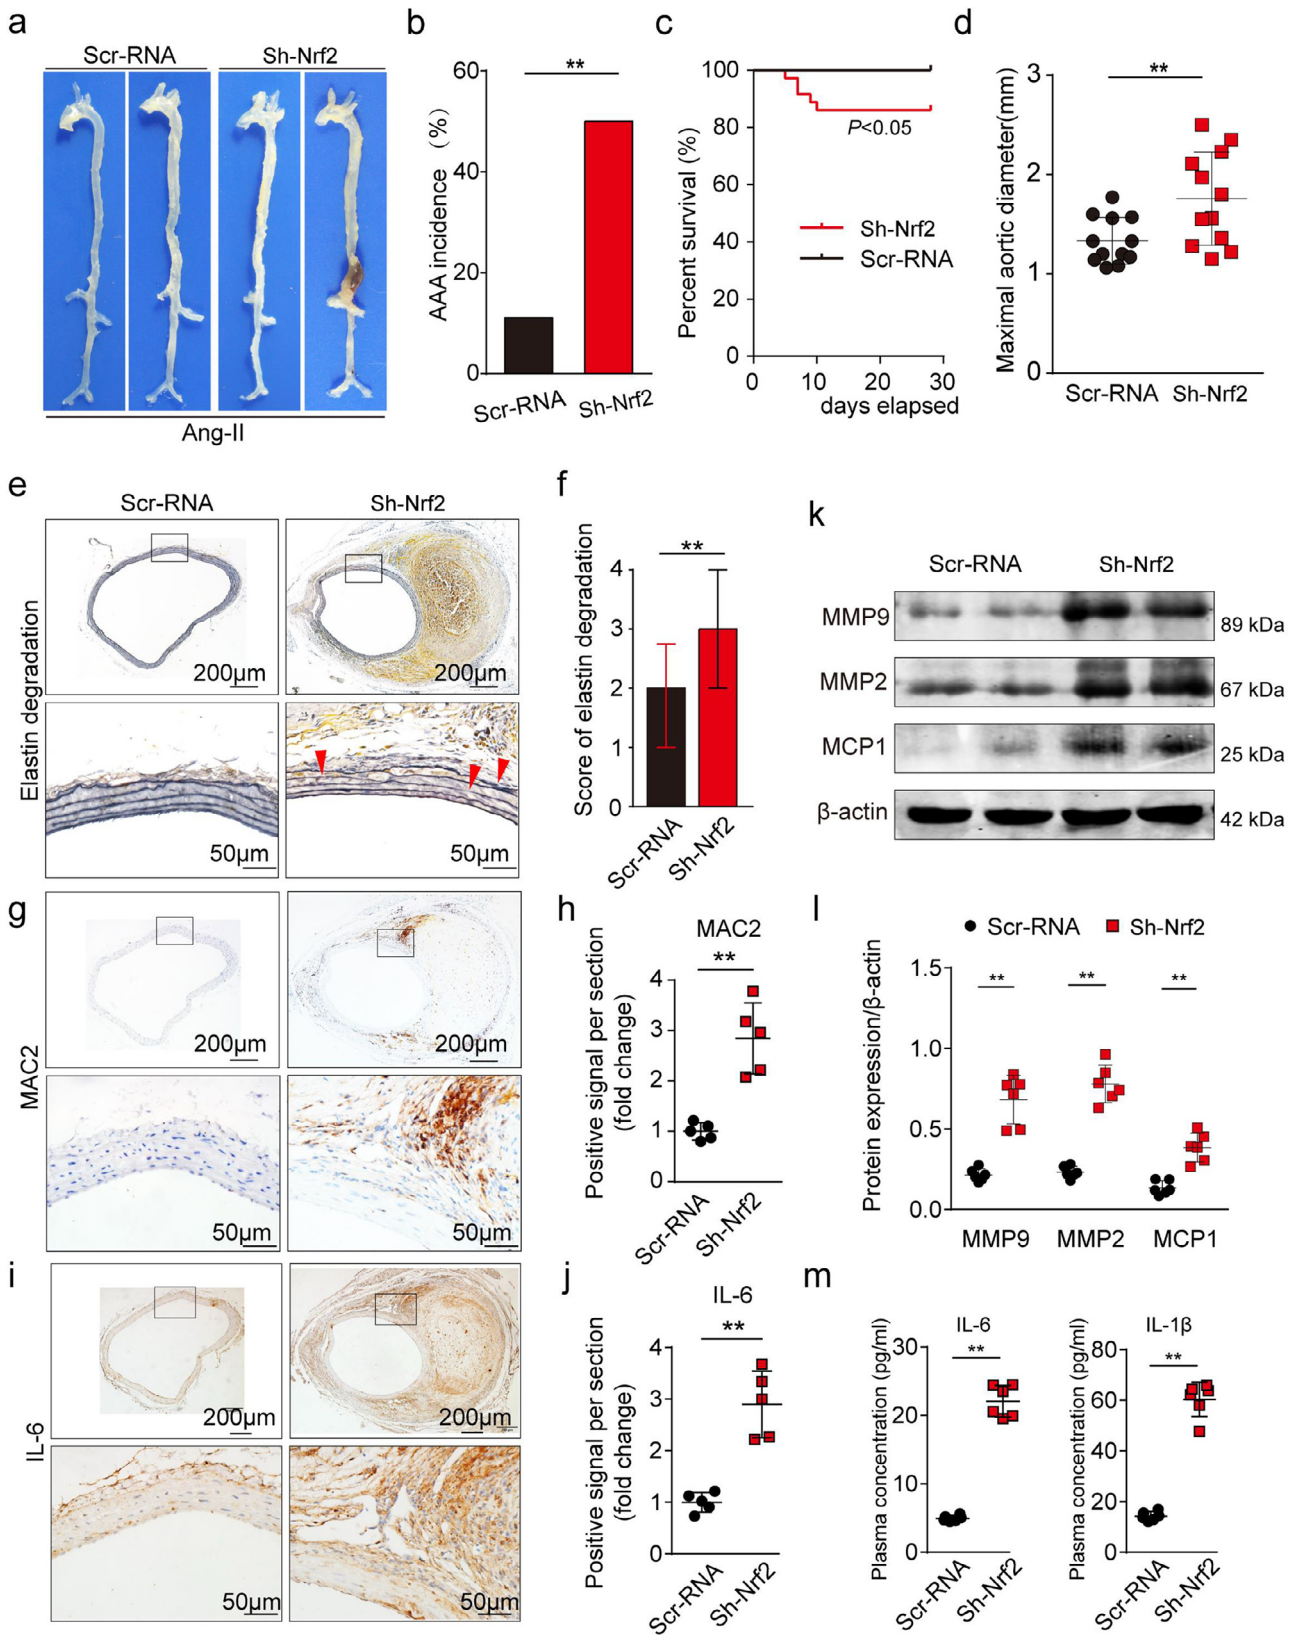 a
Scr-RNA
Sh-Nrf2
Ang-II
b
AAA incidence (%)
60
40
20
0
**
Scr-RNA
Sh-Nrf2
c
Percent survival (%)
100
80
60
40
20
0
P<0.05
Sh-Nrf2
Scr-RNA
0
10
20
30
days elapsed
d
Maximal aortic diameter(mm)
3
2
1
0
**
Scr-RNA
Sh-Nrf2
e
Scr-RNA
Sh-Nrf2
Elastin degradation
200µm
200µm
50µm
50µm
f
Score of elastin degradation
4
3
2
1
0
**
Scr-RNA
Sh-Nrf2
k
Scr-RNA
Sh-Nrf2
MMP9
89 kDa
MMP2
67 kDa
MCP1
25 kDa
β-actin
42 kDa
g
MAC2
200µm
200µm
50µm
50µm
h
MAC2
Positive signal per section
(fold change)
4
3
2
1
0
**
Scr-RNA
Sh-Nrf2
l
Scr-RNA
Sh-Nrf2
Protein expression/β-actin
1.5
1.0
0.5
0.0
**
**
**
MMP9
MMP2
MCP1
i
IL-6
200µm
200µm
50µm
50µm
j
IL-6
Positive signal per section
(fold change)
4
3
2
1
0
**
Scr-RNA
Sh-Nrf2
m
IL-6
Plasma concentration (pg/ml)
30
20
10
0
**
Scr-RNA
Sh-Nrf2
IL-1β
Plasma concentration (pg/ml)
80
60
40
20
0
**
Scr-RNA
Sh-Nrf2